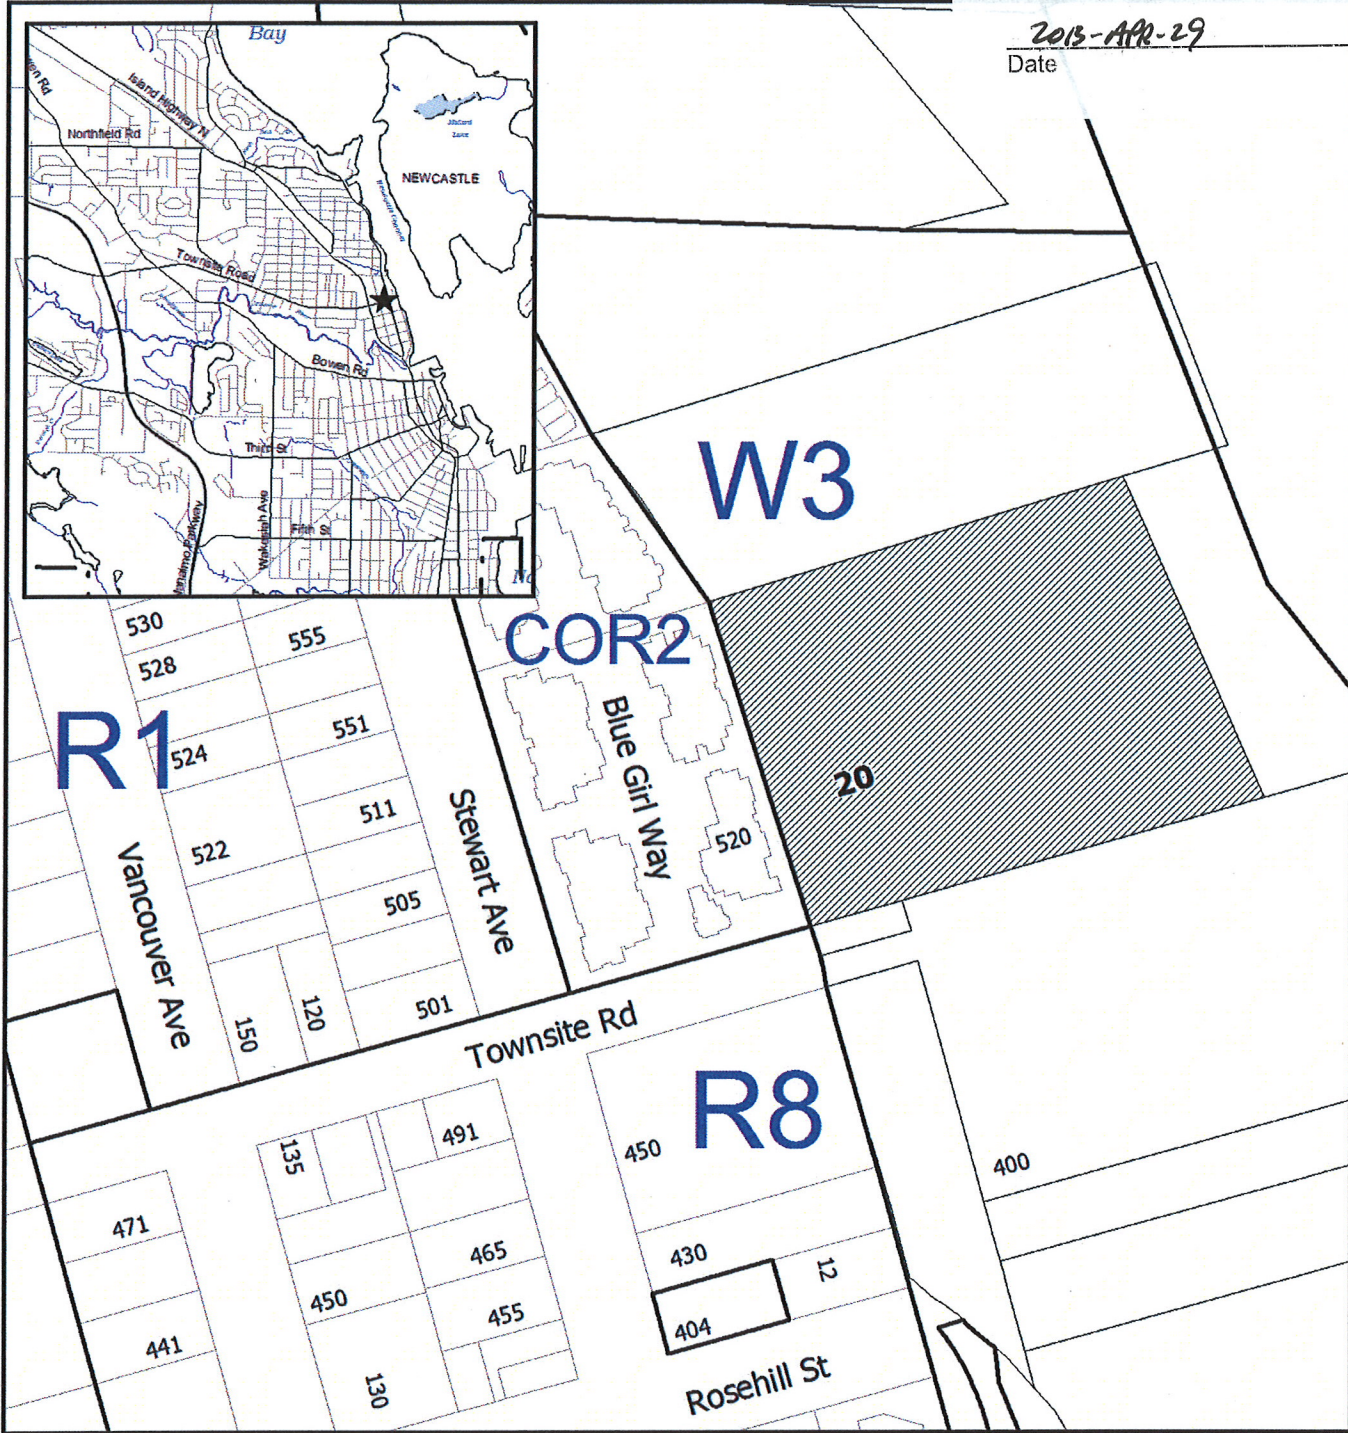 2013-APR-29
Date
Bay
Island Highway N
Northfield Rd
NEWCASTLE
Townsite Road
Bowen Rd
Third St
Wakesiah Ave
Fifth St
W3
COR2
R1
R8
Blue Girl Way
Stewart Ave
Vancouver Ave
Townsite Rd
Rosehill St
530
555
528
551
524
511
522
505
520
20
501
120
150
135
491
450
400
471
465
430
12
450
455
404
441
130